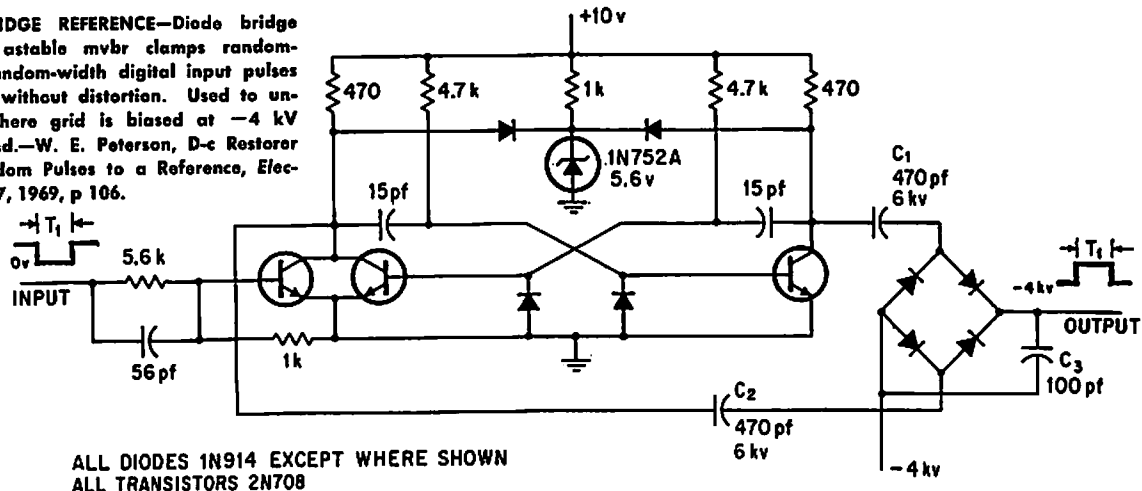 IDGE REFERENCE—Diode bridge
astable mvbr clamps random-
ndom-width digital input pulses
without distortion. Used to un-
here grid is biased at —4 kV
d.—W. E. Peterson, D-c Restorer
dom Pulses to a Reference, Elec-
7, 1969, p 106.
+10 v
470
4.7 k
1k
4.7 k
470
1N752A
5.6 v
C1
470 pf
6 kv
15 pf
15 pf
T1
0v
5.6 k
INPUT
T1
-4kv
OUTPUT
56 pf
1k
C3
100 pf
C2
470 pf
6 kv
-4 kv
ALL DIODES 1N914 EXCEPT WHERE SHOWN
ALL TRANSISTORS 2N708